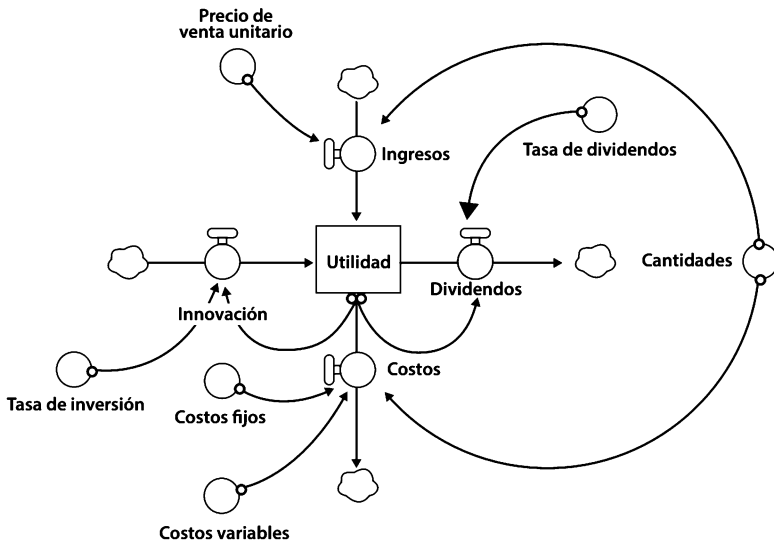 Precio de
venta unitario
Ingresos
Tasa de dividendos
Utilidad
Cantidades
Dividendos
Innovación
Costos
Tasa de inversión
Costos fijos
Costos variables